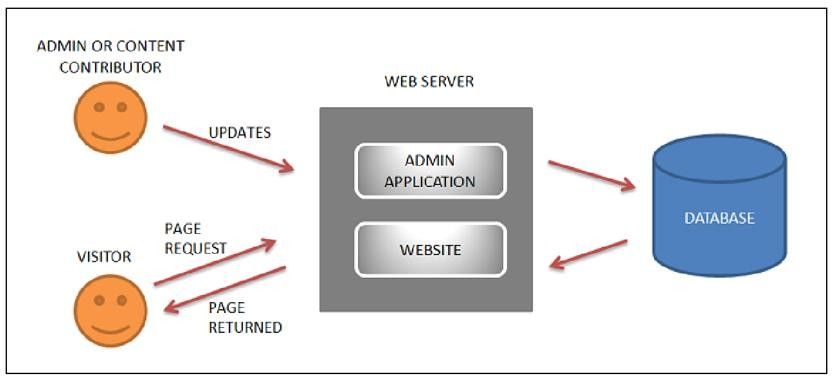 ADMIN OR CONTENT
CONTRIBUTOR
WEB SERVER
UPDATES
ADMIN
APPLICATION
DATABASE
PAGE
REQUEST
WEBSITE
VISITOR
PAGE
RETURNED